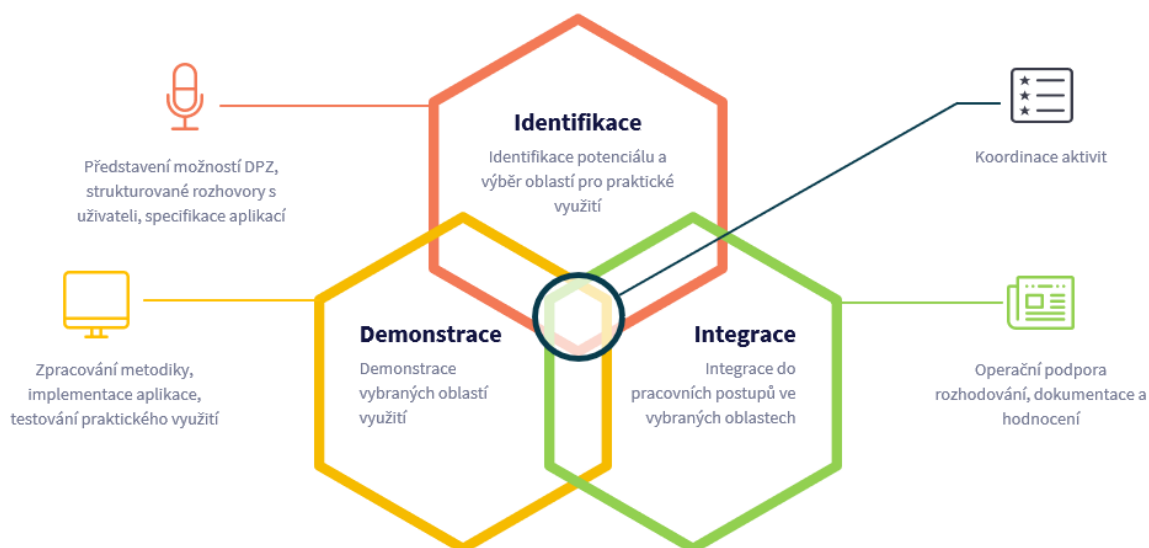 Identifikace
Identifikace potenciálu a
výběr oblastí pro praktické
využití
Představení možností DPZ,
strukturované rozhovory s
uživateli, specifikace aplikací
Koordinace aktivit
Demonstrace
Demonstrace
vybraných oblastí
využití
Integrace
Integrace do
pracovních postupů ve
vybraných oblastech
Zpracování metodiky,
implementace aplikace,
testování praktického využití
Operační podpora
rozhodování, dokumentace a
hodnocení